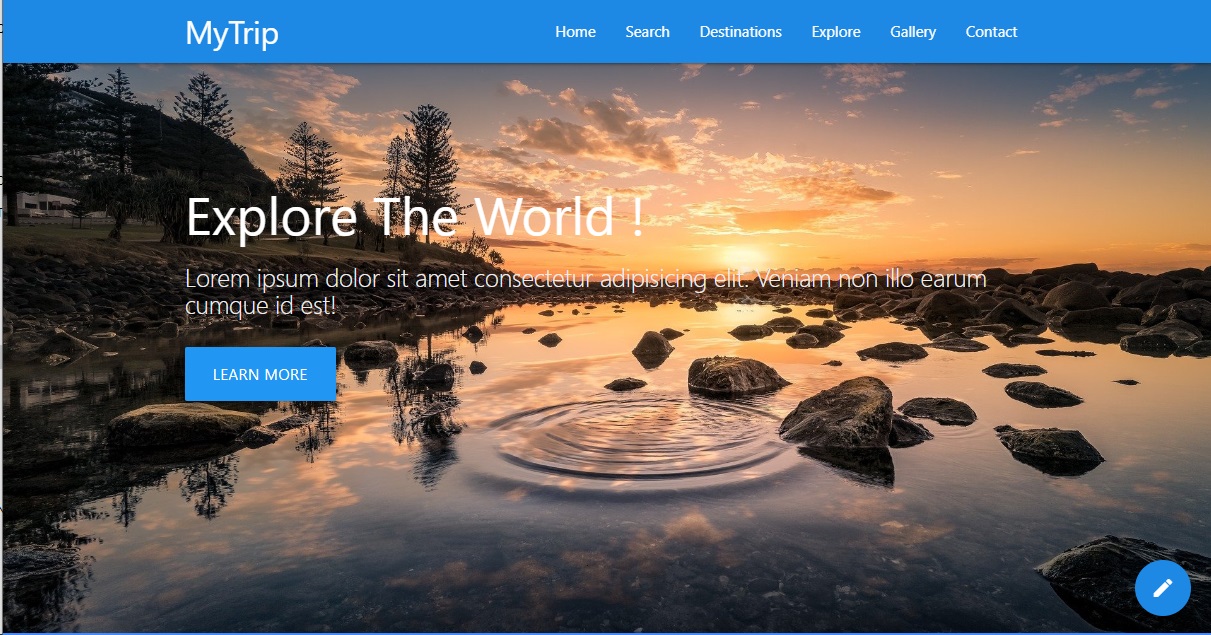 MyTrip
Home Search Destinations Explore Gallery Contact
Explore The World !
Lorem ipsum dolor sit amet consectetur adipisicing elit. Veniam non illo earum
cumque id est!
LEARN MORE